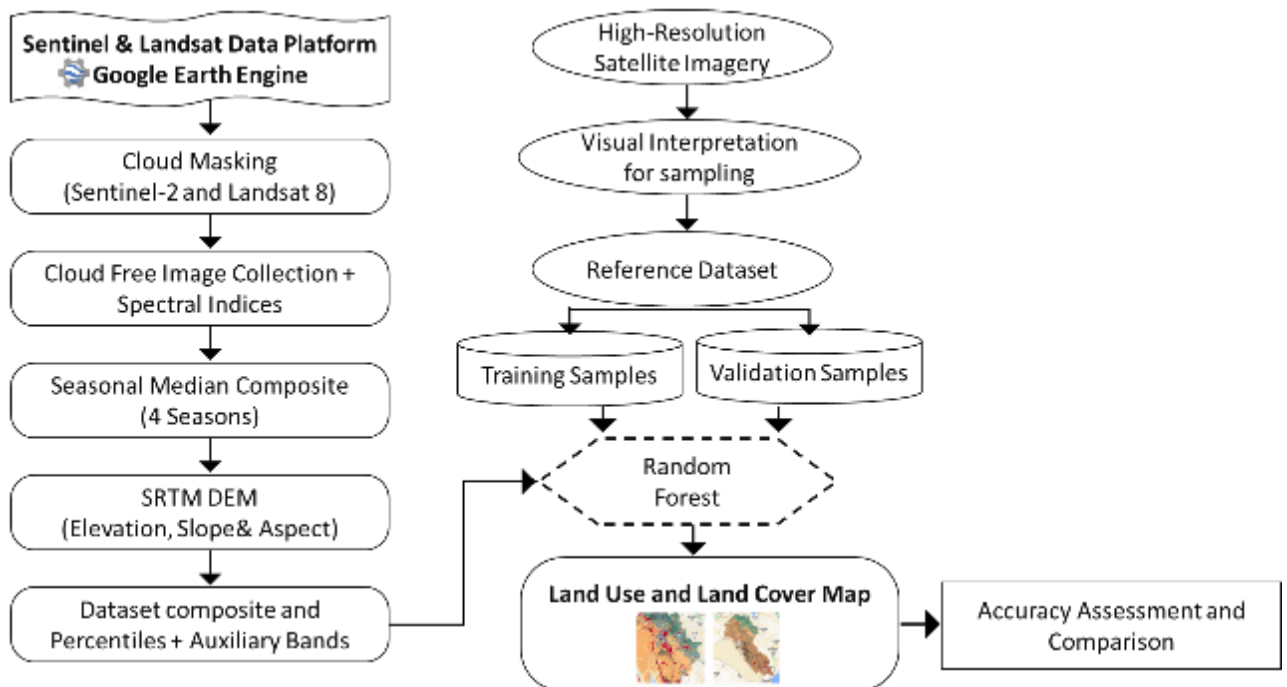 Sentinel & Landsat Data Platform
Google Earth Engine
Cloud Masking
(Sentinel-2 and Landsat 8)
Cloud Free Image Collection +
Spectral Indices
Seasonal Median Composite
(4 Seasons)
SRTM DEM
(Elevation, Slope& Aspect)
Dataset composite and
Percentiles + Auxiliary Bands
High-Resolution
Satellite Imagery
Visual Interpretation
for sampling
Reference Dataset
Training Samples
Validation Samples
Random
Forest
Land Use and Land Cover Map
Accuracy Assessment and
Comparison